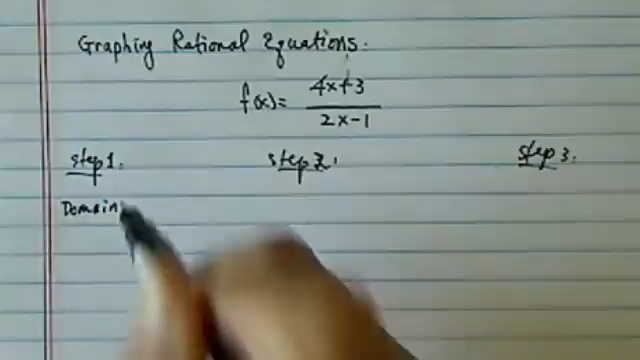 Graphing Rational Equations.
f(x) = 4x+3
2x-1
step 1. step 2. step 3.
Domain